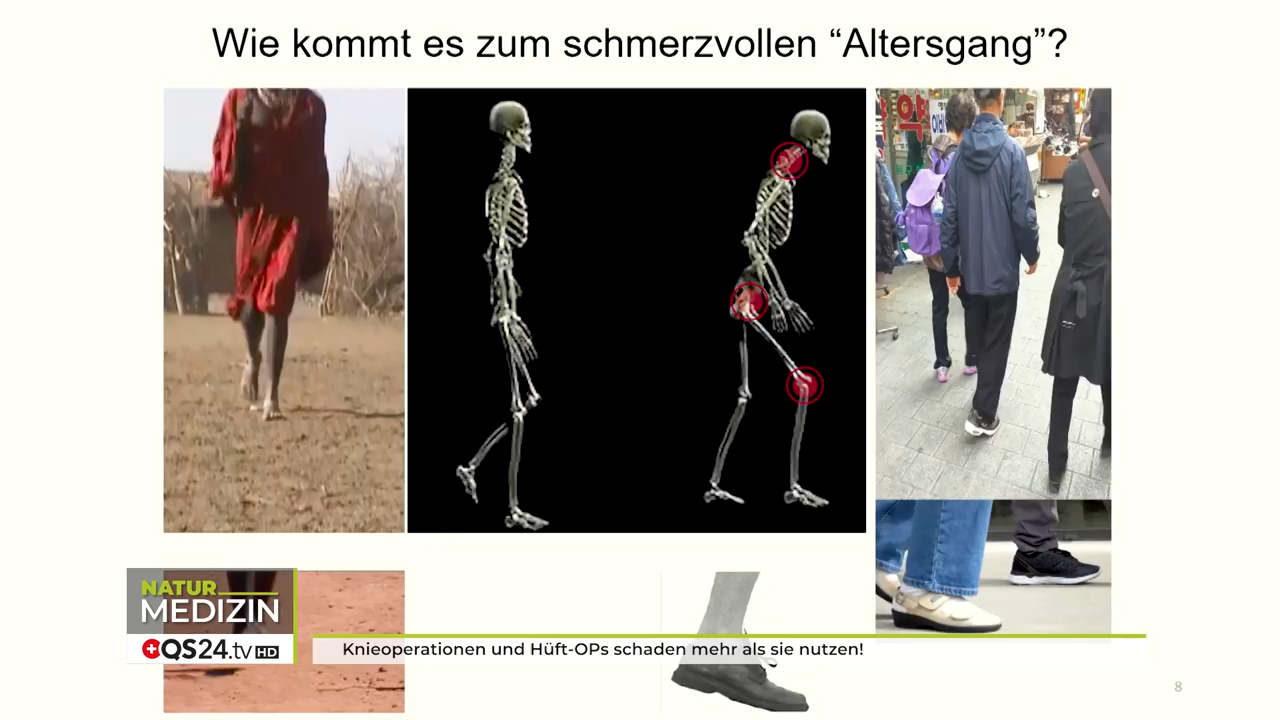 Wie kommt es zum schmerzvollen “Altersgang”?
NATUR
MEDIZIN
QS24.tv HD
Knieoperationen und Hüft-OPs schaden mehr als sie nutzen!
8